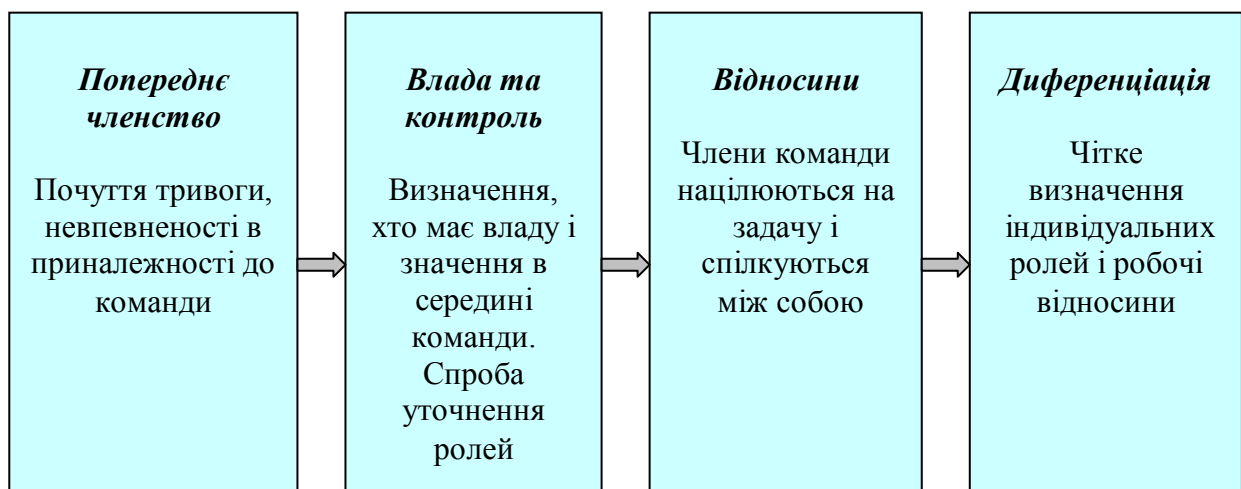 Попереднє
членство
Почуття тривоги,
невпевненості в
приналежності до
команди
Влада та
контроль
Визначення,
хто має владу і
значення в
середині
команди.
Спроба
уточнення
ролей
Відносини
Члени команди
націлюються на
задачу і
спілкуються
між собою
Диференціація
Чітке
визначення
індивідуальних
ролей і робочі
відносини